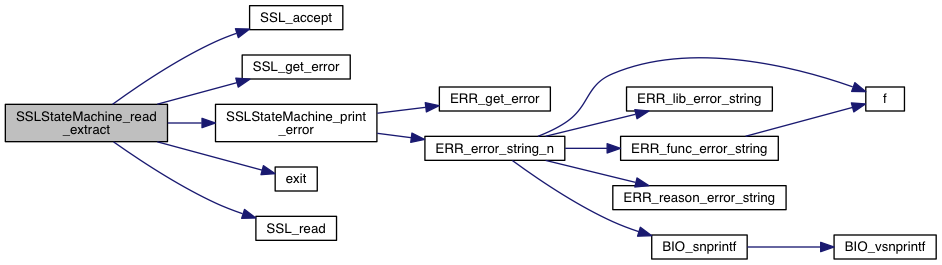 SSLStateMachine_read
_extract
SSL_accept
SSL_get_error
SSLStateMachine_print
_error
exit
SSL_read
ERR_get_error
ERR_error_string_n
ERR_lib_error_string
ERR_func_error_string
ERR_reason_error_string
BIO_snprintf
f
BIO_vsnprintf